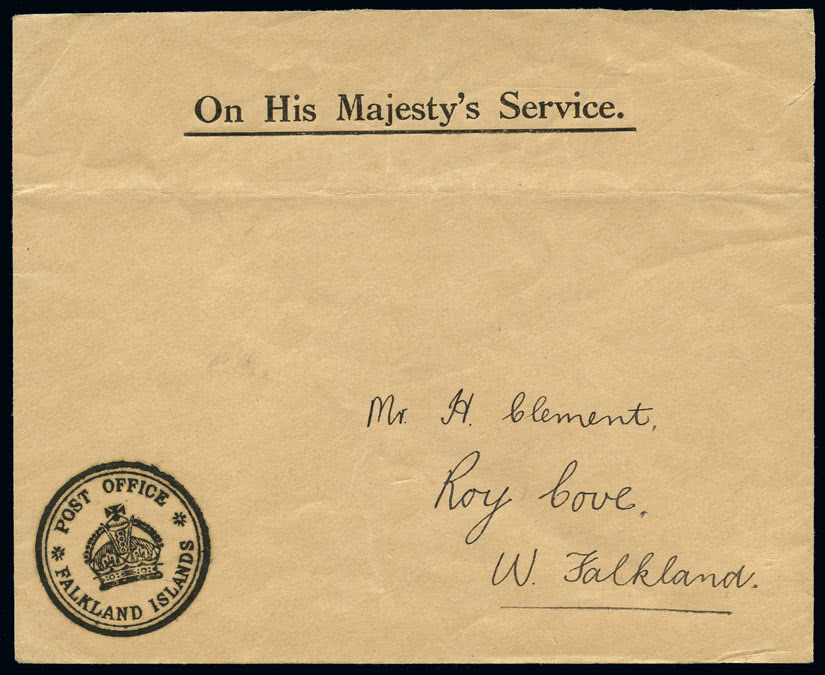 On His Majesty's Service.
Mr. H. Clement,
Roy Cove,
W. Falkland.
* POST OFFICE *
FALKLAND ISLANDS